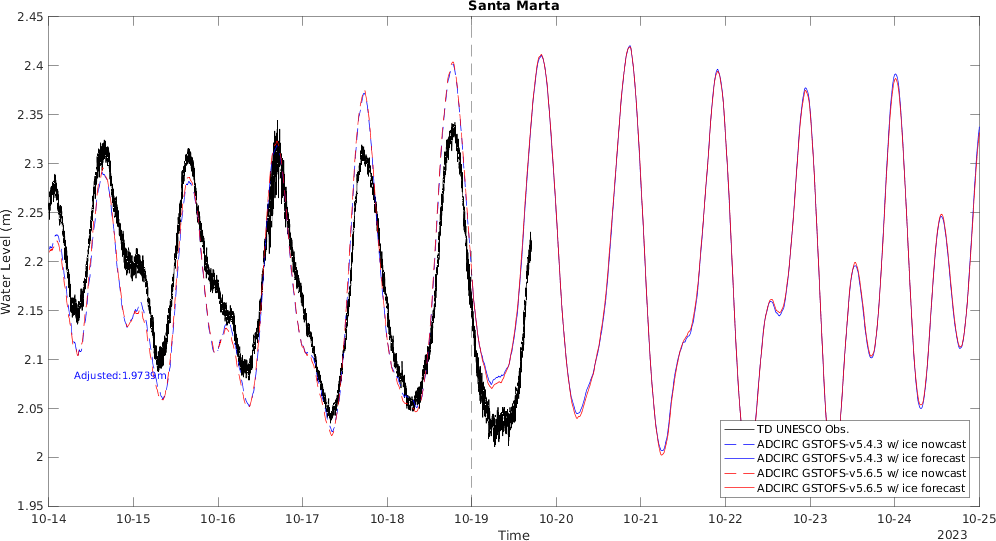 Santa Marta
2.45
2.4
2.35
2.3
2.25
2.2
2.15
2.1
2.05
2
1.95
Water Level (m)
Adjusted:1.9739m
TD UNESCO Obs.
ADCIRC GSTOFS-v5.4.3 w/ ice nowcast
ADCIRC GSTOFS-v5.4.3 w/ ice forecast
ADCIRC GSTOFS-v5.6.5 w/ ice nowcast
ADCIRC GSTOFS-v5.6.5 w/ ice forecast
10-14 10-15 10-16 10-17 10-18 10-19 10-20 10-21 10-22 10-23 10-24 10-25
Time
2023